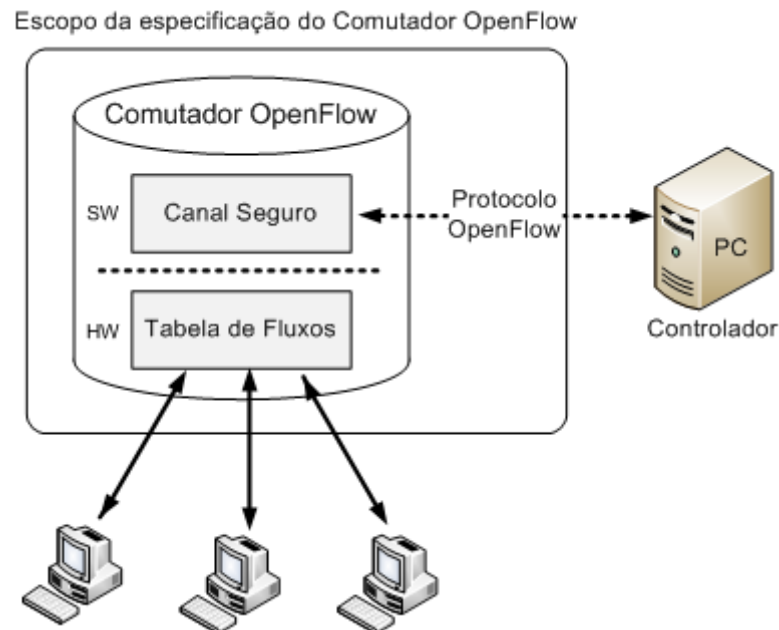 Escopo da especificação do Comutador OpenFlow
Comutador OpenFlow
SW
Canal Seguro
Protocolo
OpenFlow
PC
Controlador
HW
Tabela de Fluxos